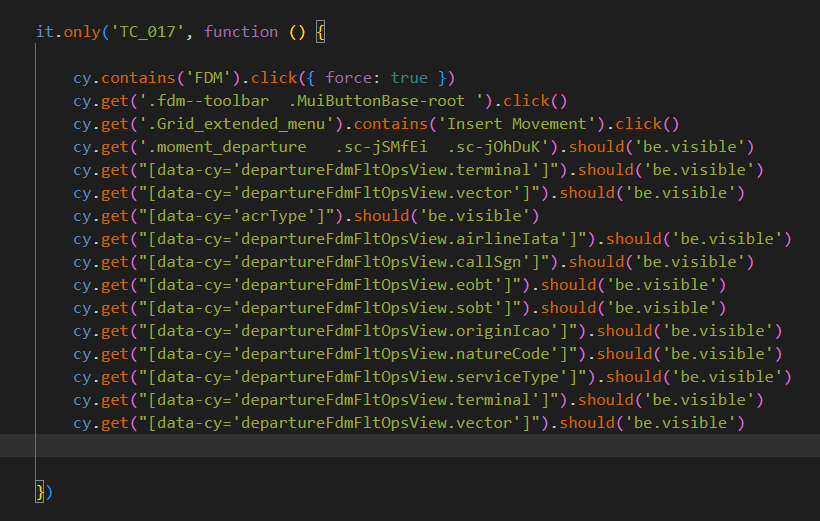 it.only('TC_017', function () {
cy.contains('FDM').click({ force: true })
cy.get('.fdm--toolbar  .MuiButtonBase-root ').click()
cy.get('.Grid_extended_menu').contains('Insert Movement').click()
cy.get('.moment_departure   .sc-jSMfEi  .sc-jOhDuK').should('be.visible')
cy.get("[data-cy='departureFdmFltOpsView.terminal']").should('be.visible')
cy.get("[data-cy='departureFdmFltOpsView.vector']").should('be.visible')
cy.get("[data-cy='acrType']").should('be.visible')
cy.get("[data-cy='departureFdmFltOpsView.airlineIata']").should('be.visible')
cy.get("[data-cy='departureFdmFltOpsView.callSgn']").should('be.visible')
cy.get("[data-cy='departureFdmFltOpsView.eobt']").should('be.visible')
cy.get("[data-cy='departureFdmFltOpsView.sobt']").should('be.visible')
cy.get("[data-cy='departureFdmFltOpsView.originIcao']").should('be.visible')
cy.get("[data-cy='departureFdmFltOpsView.natureCode']").should('be.visible')
cy.get("[data-cy='departureFdmFltOpsView.serviceType']").should('be.visible')
cy.get("[data-cy='departureFdmFltOpsView.terminal']").should('be.visible')
cy.get("[data-cy='departureFdmFltOpsView.vector']").should('be.visible')
})